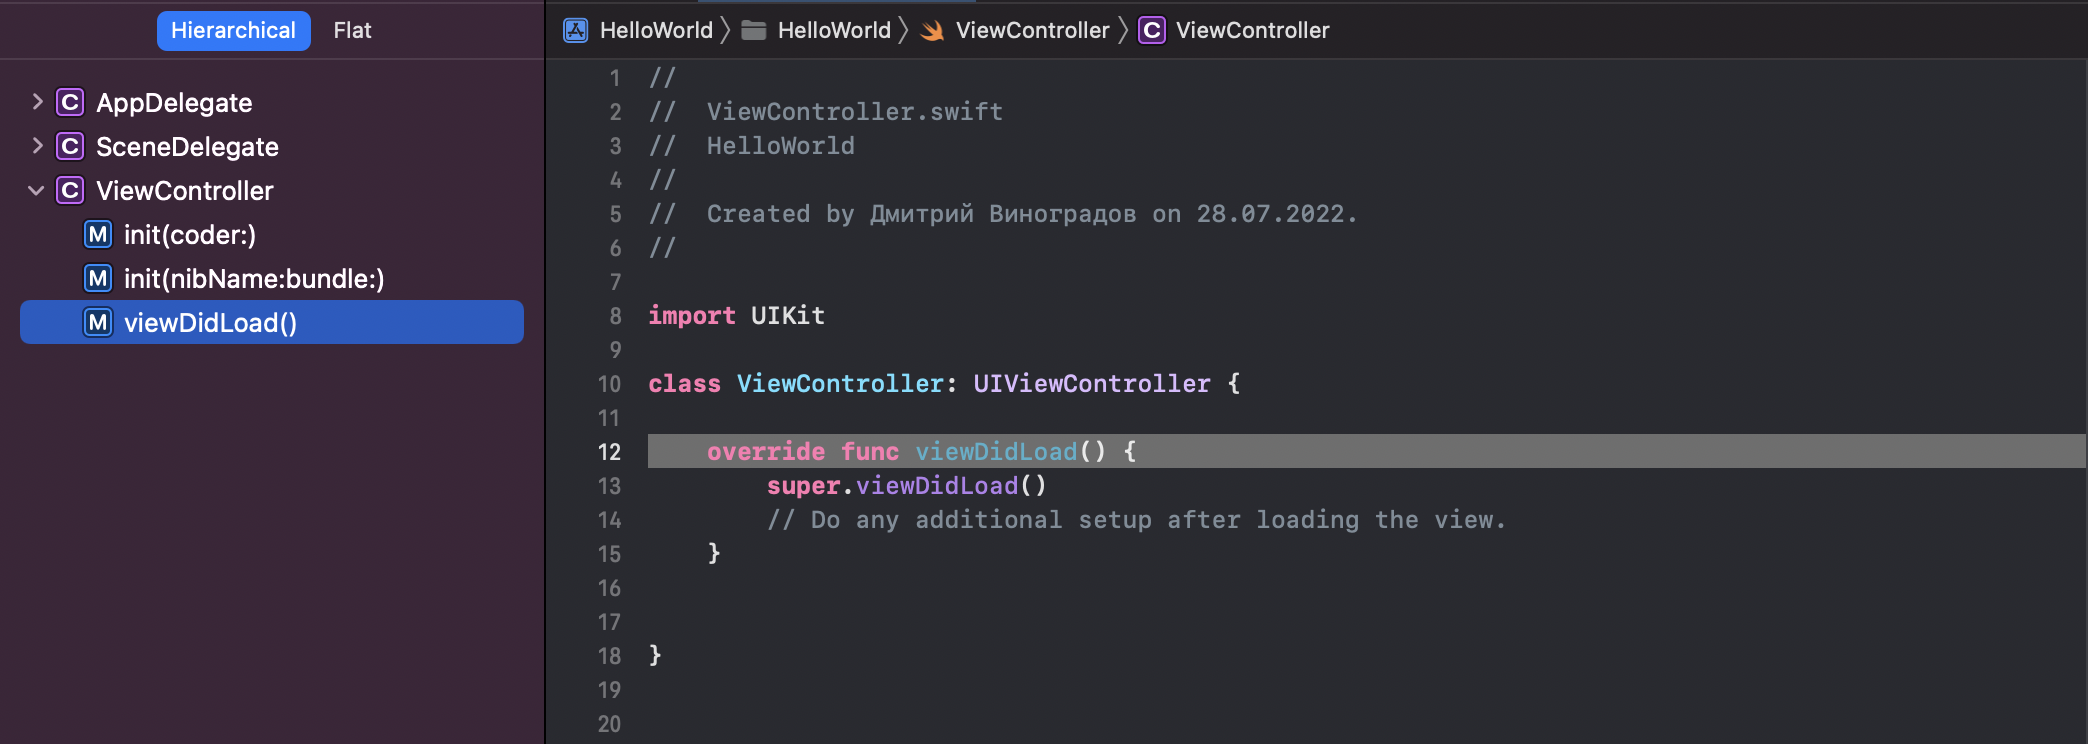 Hierarchical Flat
C AppDelegate
C SceneDelegate
C ViewController
M init(coder:)
M init(nibName:bundle:)
M viewDidLoad()
HelloWorld HelloWorld ViewController C ViewController
1 //
2 //  ViewController.swift
3 //  HelloWorld
4 //
5 //  Created by Дмитрий Виноградов on 28.07.2022.
6 //
7
8 import UIKit
9
10 class ViewController: UIViewController {
11
12     override func viewDidLoad() {
13         super.viewDidLoad()
14         // Do any additional setup after loading the view.
15     }
16
17
18 }
19
20